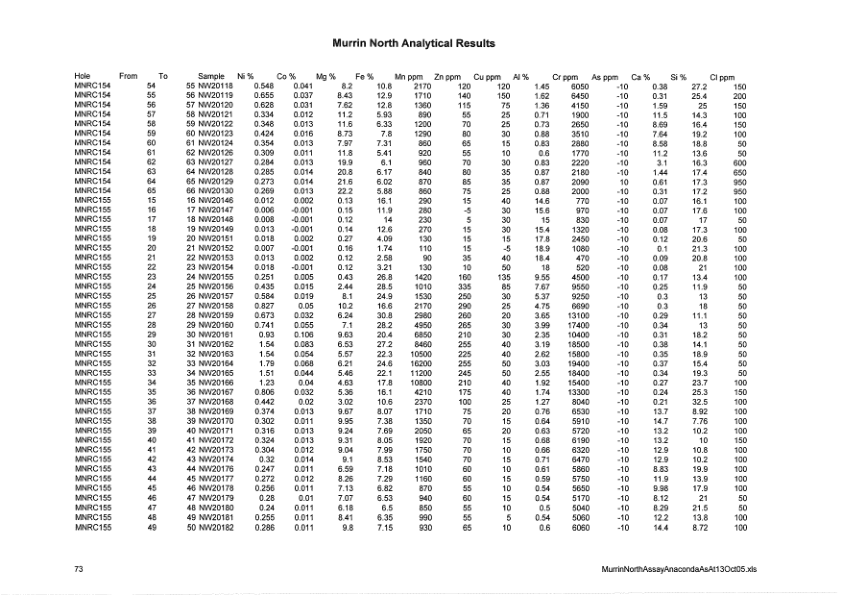 Murrin North Analytical Results
Hole From To Sample Ni % Co % Mg % Fe % Mn ppm Zn ppm Cu ppm Al % Cr ppm As ppm Ca % Si % Cl ppm
MNRC154 54 55 NW20118 0.548 0.041 8.2 10.8 2170 120 120 1.45 6050 -10 0.38 27.2 150
MNRC154 55 56 NW20119 0.655 0.037 8.43 12.9 1710 140 150 1.62 6450 -10 0.31 25.4 200
MNRC154 56 57 NW20120 0.628 0.031 7.62 12.8 1360 115 75 1.36 4150 -10 1.59 25 150
MNRC154 57 58 NW20121 0.334 0.012 11.2 5.93 890 55 25 0.71 1900 -10 11.5 14.3 100
MNRC154 58 59 NW20122 0.348 0.013 11.6 6.33 1200 70 25 0.73 2650 -10 8.69 16.4 150
MNRC154 59 60 NW20123 0.424 0.016 8.73 7.8 1290 80 30 0.88 3510 -10 7.64 19.2 100
MNRC154 60 61 NW20124 0.354 0.013 7.97 7.31 860 65 15 0.83 2880 -10 8.58 18.8 50
MNRC154 61 62 NW20126 0.309 0.011 11.8 5.41 920 55 10 0.6 1770 -10 11.2 13.6 50
MNRC154 62 63 NW20127 0.284 0.013 19.9 6.1 960 70 30 0.83 2220 -10 3.1 16.3 600
MNRC154 63 64 NW20128 0.285 0.014 20.8 6.17 840 80 35 0.87 2180 -10 1.44 17.4 650
MNRC154 64 65 NW20129 0.273 0.014 21.6 6.02 870 85 35 0.87 2090 10 0.61 17.3 950
MNRC154 65 66 NW20130 0.269 0.013 22.2 5.88 860 75 25 0.88 2000 -10 0.31 17.2 950
MNRC155 15 16 NW20146 0.012 0.002 0.13 16.1 290 15 40 14.6 770 -10 0.07 16.1 100
MNRC155 16 17 NW20147 0.006 -0.001 0.15 11.9 280 -5 30 15.6 970 -10 0.07 17.6 100
MNRC155 17 18 NW20148 0.008 -0.001 0.12 14 230 5 30 15 830 -10 0.07 17 50
MNRC155 18 19 NW20149 0.013 -0.001 0.14 12.6 270 15 30 15.4 1320 -10 0.08 17.3 100
MNRC155 19 20 NW20151 0.018 0.002 0.27 4.09 130 15 15 17.8 2450 -10 0.12 20.6 50
MNRC155 20 21 NW20152 0.007 -0.001 0.16 1.74 110 15 -5 18.9 1080 -10 0.1 21.3 100
MNRC155 21 22 NW20153 0.013 0.002 0.12 2.58 90 35 40 18.4 470 -10 0.09 20.8 100
MNRC155 22 23 NW20154 0.018 -0.001 0.12 3.21 130 10 50 18 520 -10 0.08 21 100
MNRC155 23 24 NW20155 0.251 0.005 0.43 26.8 1420 160 135 9.55 4500 -10 0.17 13.4 100
MNRC155 24 25 NW20156 0.435 0.015 2.44 28.5 1010 335 85 7.67 9550 -10 0.25 11.9 50
MNRC155 25 26 NW20157 0.584 0.019 8.1 24.9 1530 250 30 5.37 9250 -10 0.3 13 50
MNRC155 26 27 NW20158 0.827 0.05 10.2 16.6 2170 290 25 4.75 6690 -10 0.3 18 50
MNRC155 27 28 NW20159 0.673 0.032 6.24 30.8 2980 260 20 3.65 13100 -10 0.29 11.1 50
MNRC155 28 29 NW20160 0.741 0.055 7.1 28.2 4950 265 30 3.99 17400 -10 0.34 13 50
MNRC155 29 30 NW20161 0.93 0.106 9.63 20.4 6850 210 30 2.35 10400 -10 0.31 18.2 50
MNRC155 30 31 NW20162 1.54 0.083 6.53 27.2 8460 255 40 3.19 18500 -10 0.38 14.1 50
MNRC155 31 32 NW20163 1.54 0.054 5.57 22.3 10500 225 40 2.62 15800 -10 0.35 18.9 50
MNRC155 32 33 NW20164 1.79 0.068 6.21 24.6 16200 255 50 3.03 19400 -10 0.37 15.4 50
MNRC155 33 34 NW20165 1.51 0.044 5.46 22.1 11200 245 50 2.55 18400 -10 0.34 19.3 50
MNRC155 34 35 NW20166 1.23 0.04 4.63 17.8 10800 210 40 1.92 15400 -10 0.27 23.7 100
MNRC155 35 36 NW20167 0.806 0.032 5.36 16.1 4210 175 40 1.74 13300 -10 0.24 25.3 150
MNRC155 36 37 NW20168 0.442 0.02 3.02 10.6 2370 100 25 1.27 8040 -10 0.21 32.5 100
MNRC155 37 38 NW20169 0.374 0.013 9.67 8.07 1710 75 20 0.76 6530 -10 13.7 8.92 100
MNRC155 38 39 NW20170 0.302 0.011 9.95 7.38 1350 70 15 0.64 5910 -10 14.7 7.76 100
MNRC155 39 40 NW20171 0.316 0.013 9.24 7.69 2050 65 20 0.63 5720 -10 13.2 10.2 100
MNRC155 40 41 NW20172 0.324 0.013 9.31 8.05 1920 70 15 0.68 6190 -10 13.2 10 150
MNRC155 41 42 NW20173 0.304 0.012 9.04 7.99 1750 70 10 0.66 6320 -10 12.9 10.8 100
MNRC155 42 43 NW20174 0.32 0.014 9.1 8.53 1540 70 15 0.71 6470 -10 12.9 10.2 100
MNRC155 43 44 NW20176 0.247 0.011 6.59 7.18 1010 60 10 0.61 5860 -10 8.83 19.9 100
MNRC155 44 45 NW20177 0.272 0.012 8.26 7.29 1160 60 15 0.59 5750 -10 11.9 13.9 100
MNRC155 45 46 NW20178 0.256 0.011 7.13 6.82 870 55 10 0.54 5650 -10 9.98 17.9 100
MNRC155 46 47 NW20179 0.28 0.01 7.07 6.53 940 60 15 0.54 5170 -10 8.12 21 50
MNRC155 47 48 NW20180 0.24 0.011 6.18 6.5 850 55 10 0.5 5040 -10 8.29 21.5 50
MNRC155 48 49 NW20181 0.255 0.011 8.41 6.35 990 55 5 0.54 5060 -10 12.2 13.8 100
MNRC155 49 50 NW20182 0.286 0.011 9.8 7.15 930 65 10 0.6 6060 -10 14.4 8.72 100
73 MurrinNorthAssayAnacondaAsAt13Oct05.xls